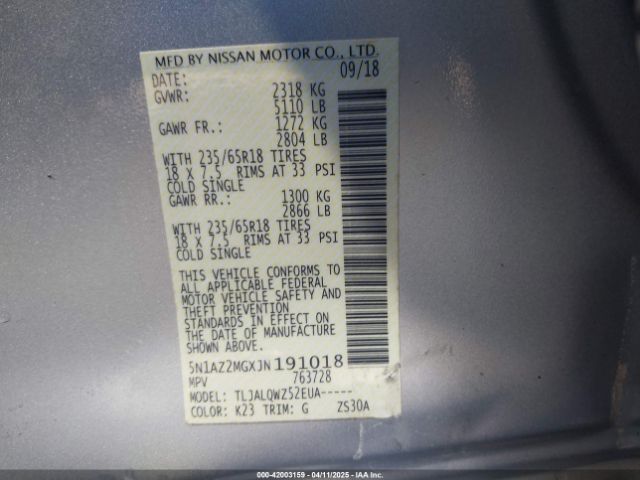 MFD BY NISSAN MOTOR CO., LTD.
DATE: 09/18
GVWR: 2318 KG
5110 LB
GAWR FR.: 1272 KG
2804 LB
WITH 235/65R18 TIRES
18 X 7.5 RIMS AT 33 PSI
COLD SINGLE
GAWR RR.: 1300 KG
2866 LB
WITH 235/65R18 TIRES
18 X 7.5 RIMS AT 33 PSI
COLD SINGLE
THIS VEHICLE CONFORMS TO
ALL APPLICABLE FEDERAL
MOTOR VEHICLE SAFETY AND
THEFT PREVENTION
STANDARDS IN EFFECT ON
THE DATE OF MANUFACTURE
SHOWN ABOVE.
5N1AZ2MGXJN191018
MPV 763728
MODEL: TLJALQWZ52EUA-----
COLOR: K23 TRIM: G ZS30A
000-42003159 - 04/11/2025 - IAA Inc.